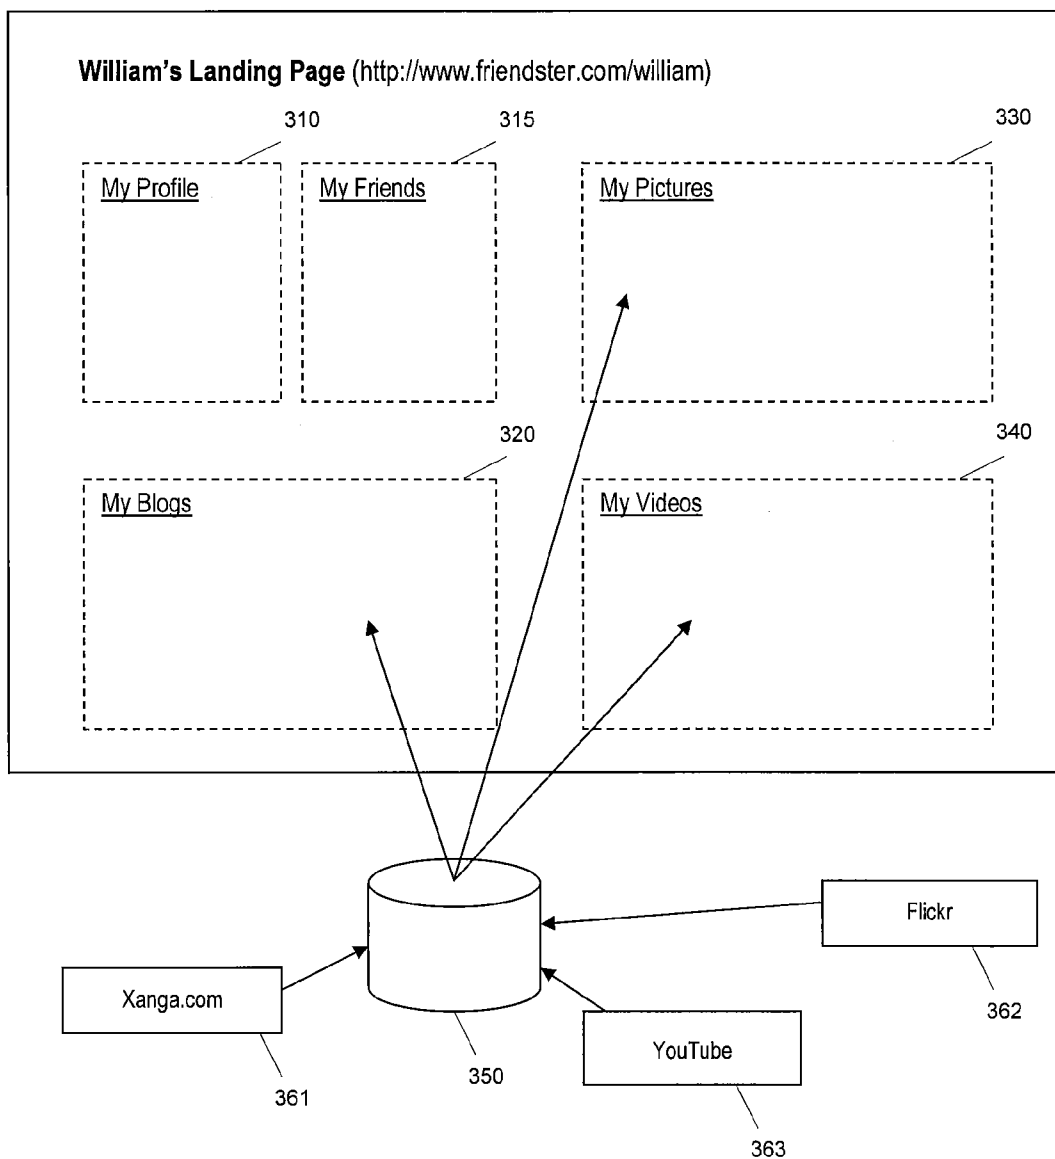 William's Landing Page (http://www.friendster.com/william)
310
315
330
My Profile
My Friends
My Pictures
320
340
My Blogs
My Videos
Flickr
Xanga.com
362
YouTube
350
361
363